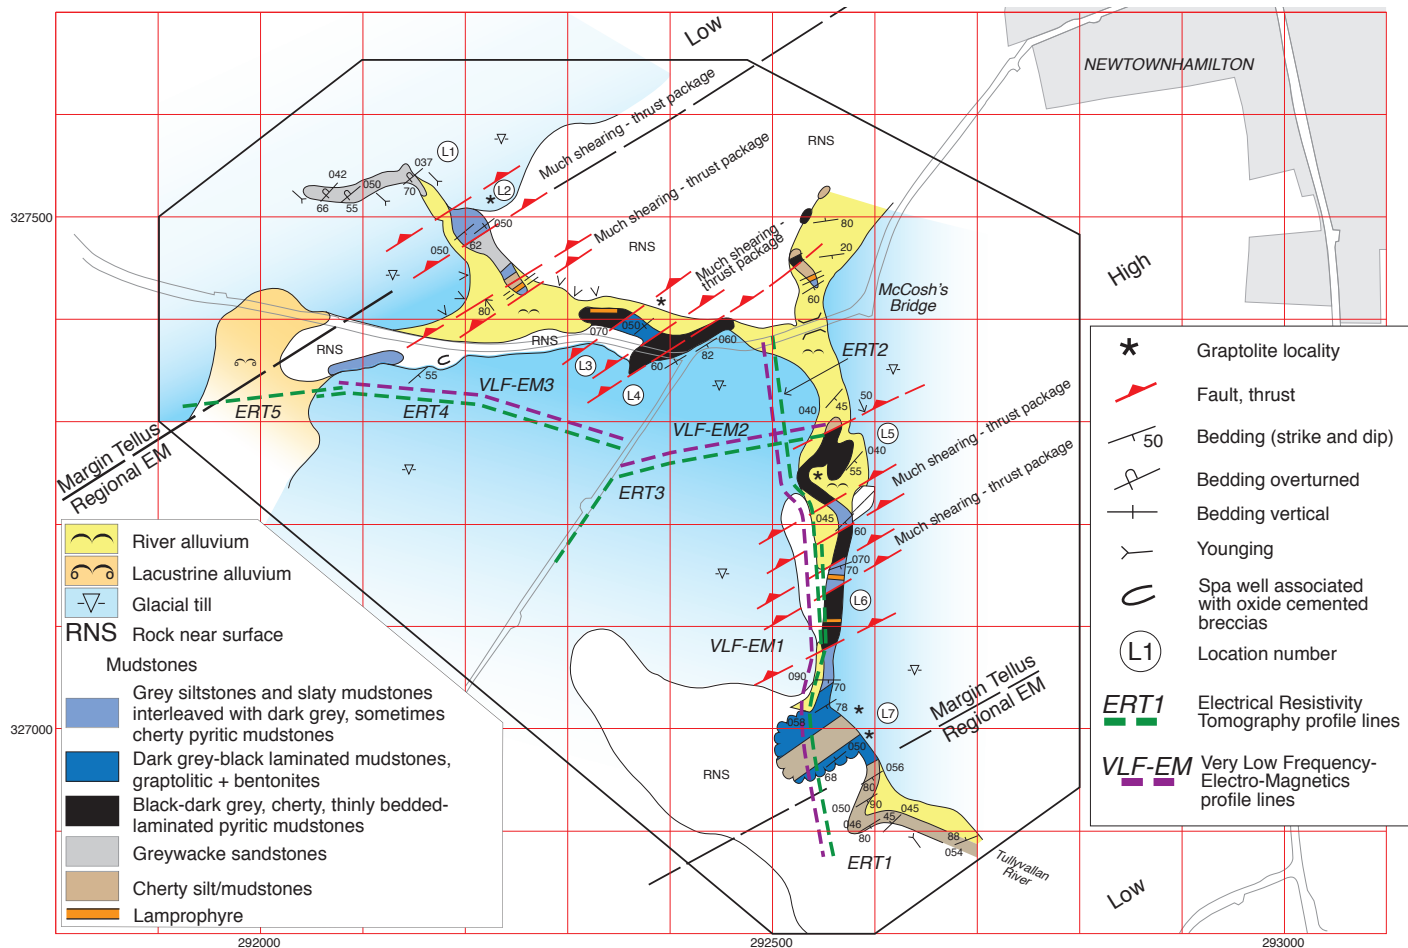 Low
NEWTOWNHAMILTON
Much shearing - thrust package
Much shearing - thrust package
Much shearing -
thrust package
RNS
RNS
L1
L2
037
042
050
70
66
55
050
050
62
80
327500
80
20
60
High
McCosh's
Bridge
RNS
RNS
070
050
060
82
60
55
L3
L4
ERT2
VLF-EM3
ERT5
ERT4
VLF-EM2
ERT3
040
45
50
L5
040
55
Much shearing - thrust package
Much shearing - thrust package
045
60
070
70
L6
VLF-EM1
090
70
78
L7
058
050
68
056
80
90
050
045
45
046
80
88
054
RNS
ERT1
Tullyvallan
River
Margin Tellus
Regional EM
Margin Tellus
Regional EM
Low
327000
292000
292500
293000
River alluvium
Lacustrine alluvium
Glacial till
RNS Rock near surface
Mudstones
Grey siltstones and slaty mudstones
interleaved with dark grey, sometimes
cherty pyritic mudstones
Dark grey-black laminated mudstones,
graptolitic + bentonites
Black-dark grey, cherty, thinly bedded-
laminated pyritic mudstones
Greywacke sandstones
Cherty silt/mudstones
Lamprophyre
* Graptolite locality
Fault, thrust
50 Bedding (strike and dip)
Bedding overturned
Bedding vertical
Younging
Spa well associated
with oxide cemented
breccias
L1 Location number
ERT1 Electrical Resistivity
Tomography profile lines
VLF-EM Very Low Frequency-
Electro-Magnetics
profile lines